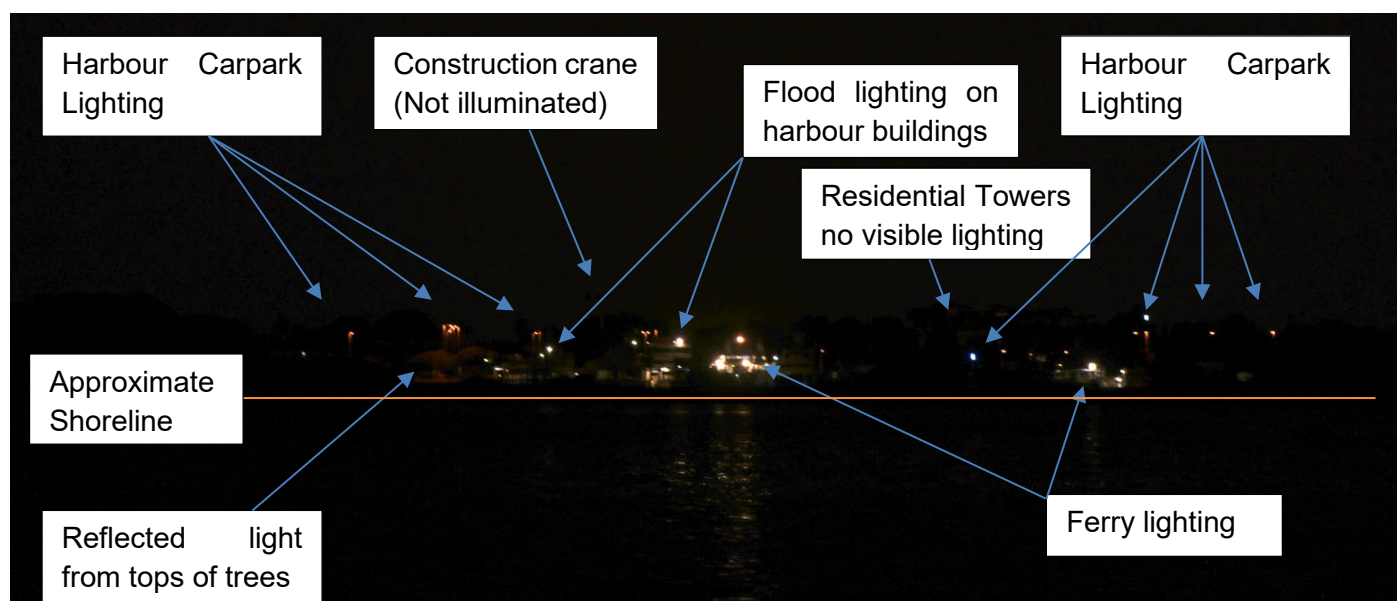 Harbour Carpark
Lighting
Construction crane
(Not illuminated)
Flood lighting on
harbour buildings
Harbour Carpark
Lighting
Residential Towers
no visible lighting
Approximate
Shoreline
Reflected light
from tops of trees
Ferry lighting